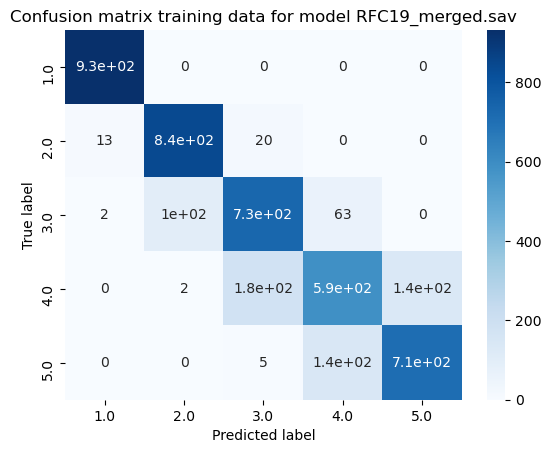 Confusion matrix training data for model RFC19_merged.sav
1.0 9.3e+02 0 0 0 0
2.0 13 8.4e+02 20 0 0
3.0 2 1e+02 7.3e+02 63 0
4.0 0 2 1.8e+02 5.9e+02 1.4e+02
5.0 0 0 5 1.4e+02 7.1e+02
1.0 2.0 3.0 4.0 5.0
Predicted label
True label
800
600
400
200
0